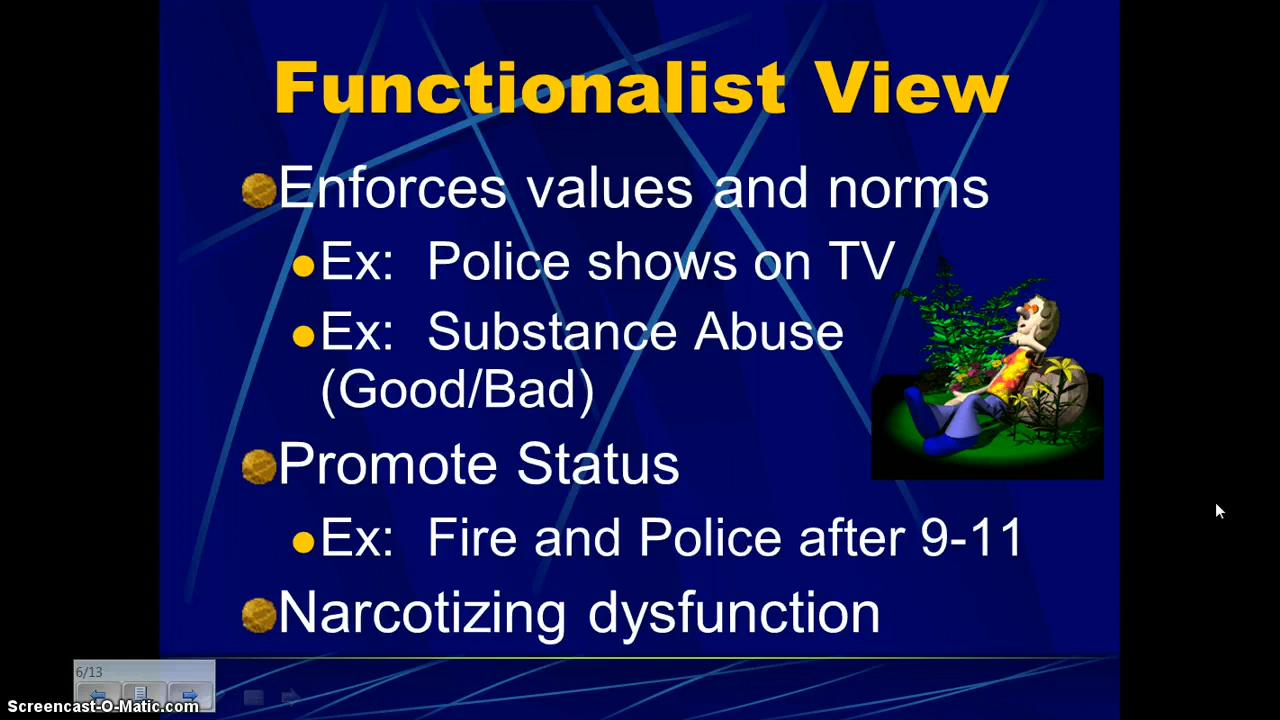 Functionalist View
Enforces values and norms
Ex: Police shows on TV
Ex: Substance Abuse
(Good/Bad)
Promote Status
Ex: Fire and Police after 9-11
Narcotizing dysfunction
6/13
Screencast-O-Matic.com